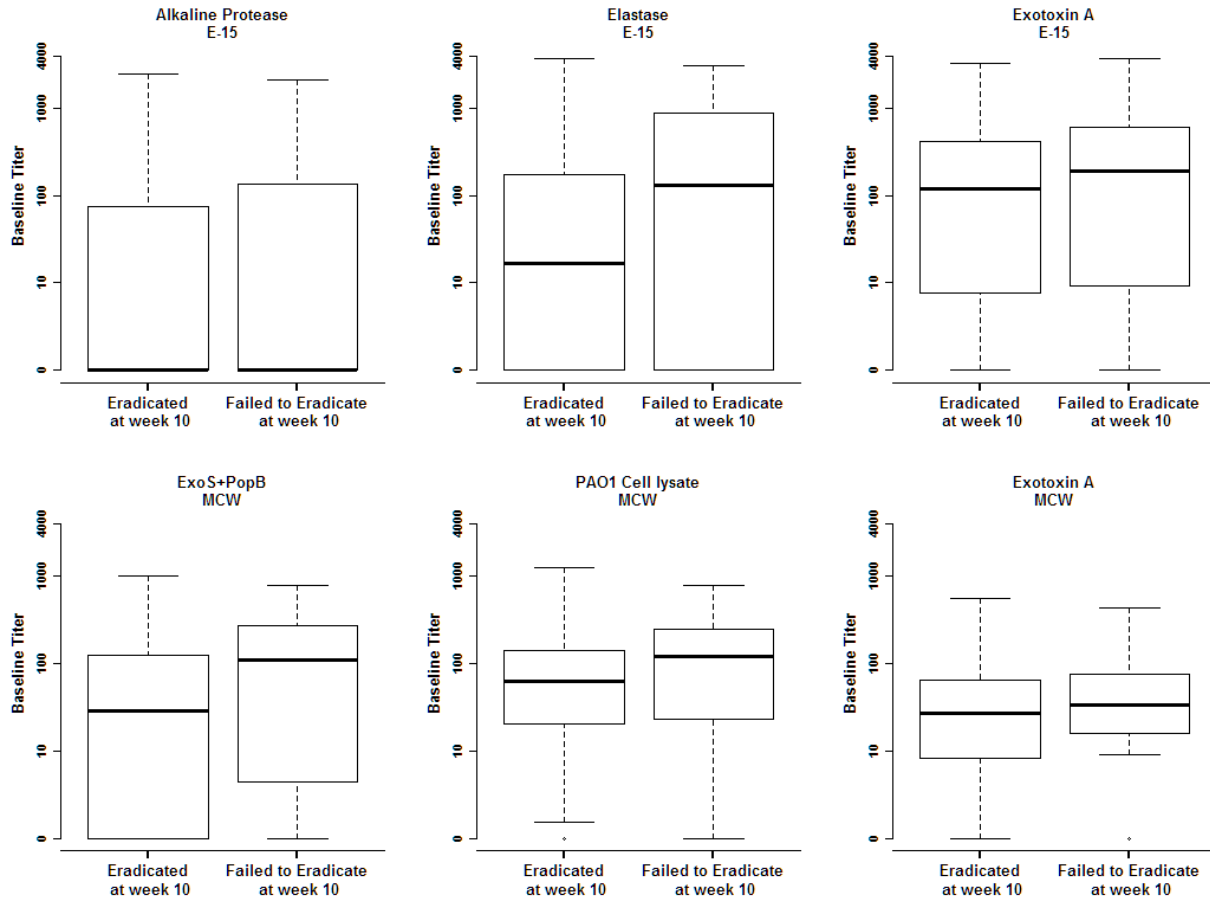 Alkaline Protease
E-15
Baseline Titer
4000
1000
100
10
0
Eradicated
at week 10
Failed to Eradicate
at week 10
Elastase
E-15
Baseline Titer
4000
1000
100
10
0
Eradicated
at week 10
Failed to Eradicate
at week 10
Exotoxin A
E-15
Baseline Titer
4000
1000
100
10
0
Eradicated
at week 10
Failed to Eradicate
at week 10
ExoS+PopB
MCW
Baseline Titer
4000
1000
100
10
0
Eradicated
at week 10
Failed to Eradicate
at week 10
PAO1 Cell lysate
MCW
Baseline Titer
4000
1000
100
10
0
Eradicated
at week 10
Failed to Eradicate
at week 10
Exotoxin A
MCW
Baseline Titer
4000
1000
100
10
0
Eradicated
at week 10
Failed to Eradicate
at week 10